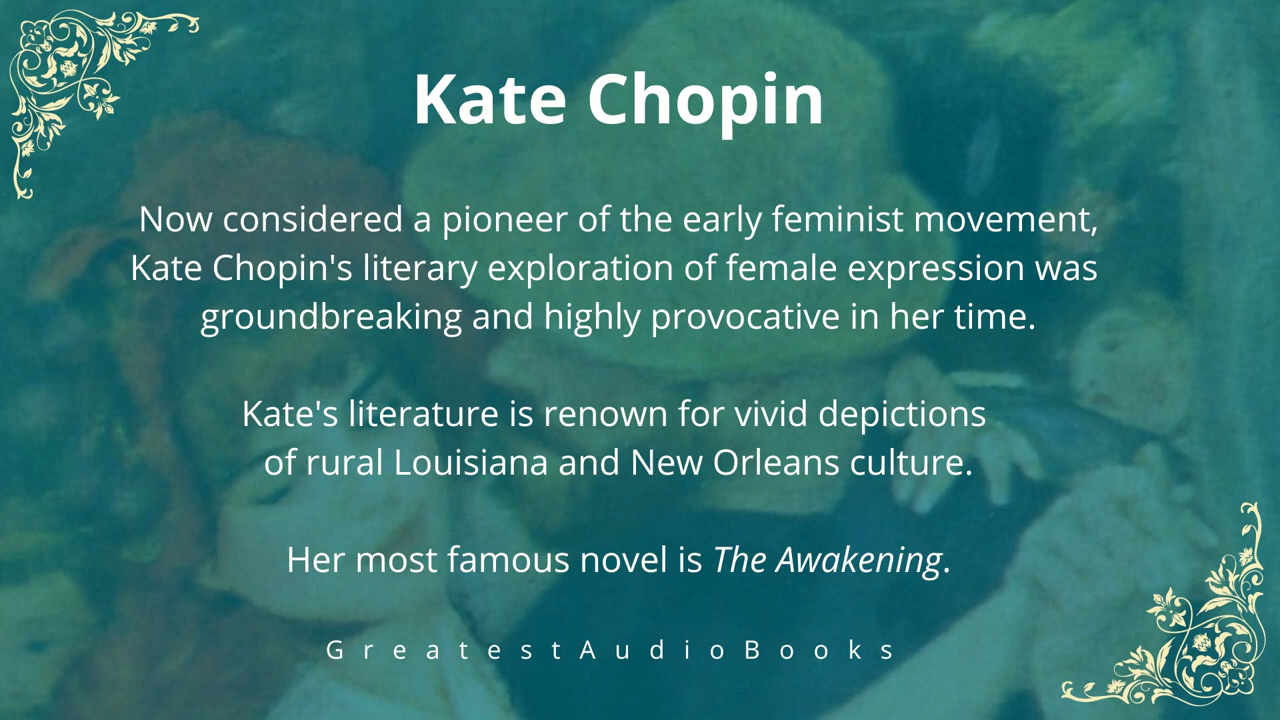 Kate Chopin
Now considered a pioneer of the early feminist movement,
Kate Chopin's literary exploration of female expression was
groundbreaking and highly provocative in her time.
Kate's literature is renown for vivid depictions
of rural Louisiana and New Orleans culture.
Her most famous novel is The Awakening.
GreatestAudioBooks